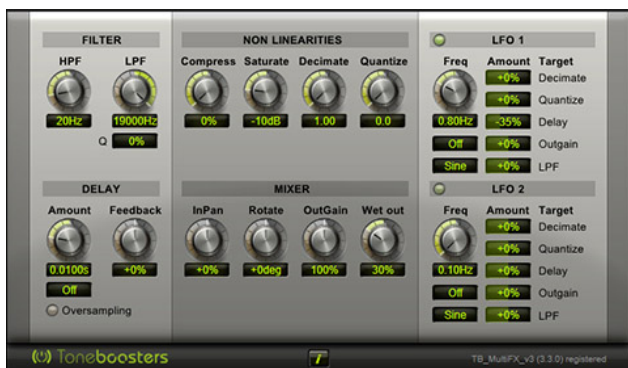 FILTER
HPF LPF
20Hz 19000Hz
Q 0%
NON LINEARITIES
Compress Saturate Decimate Quantize
0% -10dB 1.00 0.0
LFO 1
Freq Amount Target
+0% Decimate
+0% Quantize
0.80Hz -35% Delay
Off +0% Outgain
Sine +0% LPF
DELAY
Amount Feedback
0.0100s +0%
Off
Oversampling
MIXER
InPan Rotate OutGain Wet out
+0% +0deg 100% 30%
LFO 2
Freq Amount Target
+0% Decimate
+0% Quantize
0.10Hz +0% Delay
Off +0% Outgain
Sine +0% LPF
Toneboosters
i
TB_MultiFX_v3 (3.3.0) registered